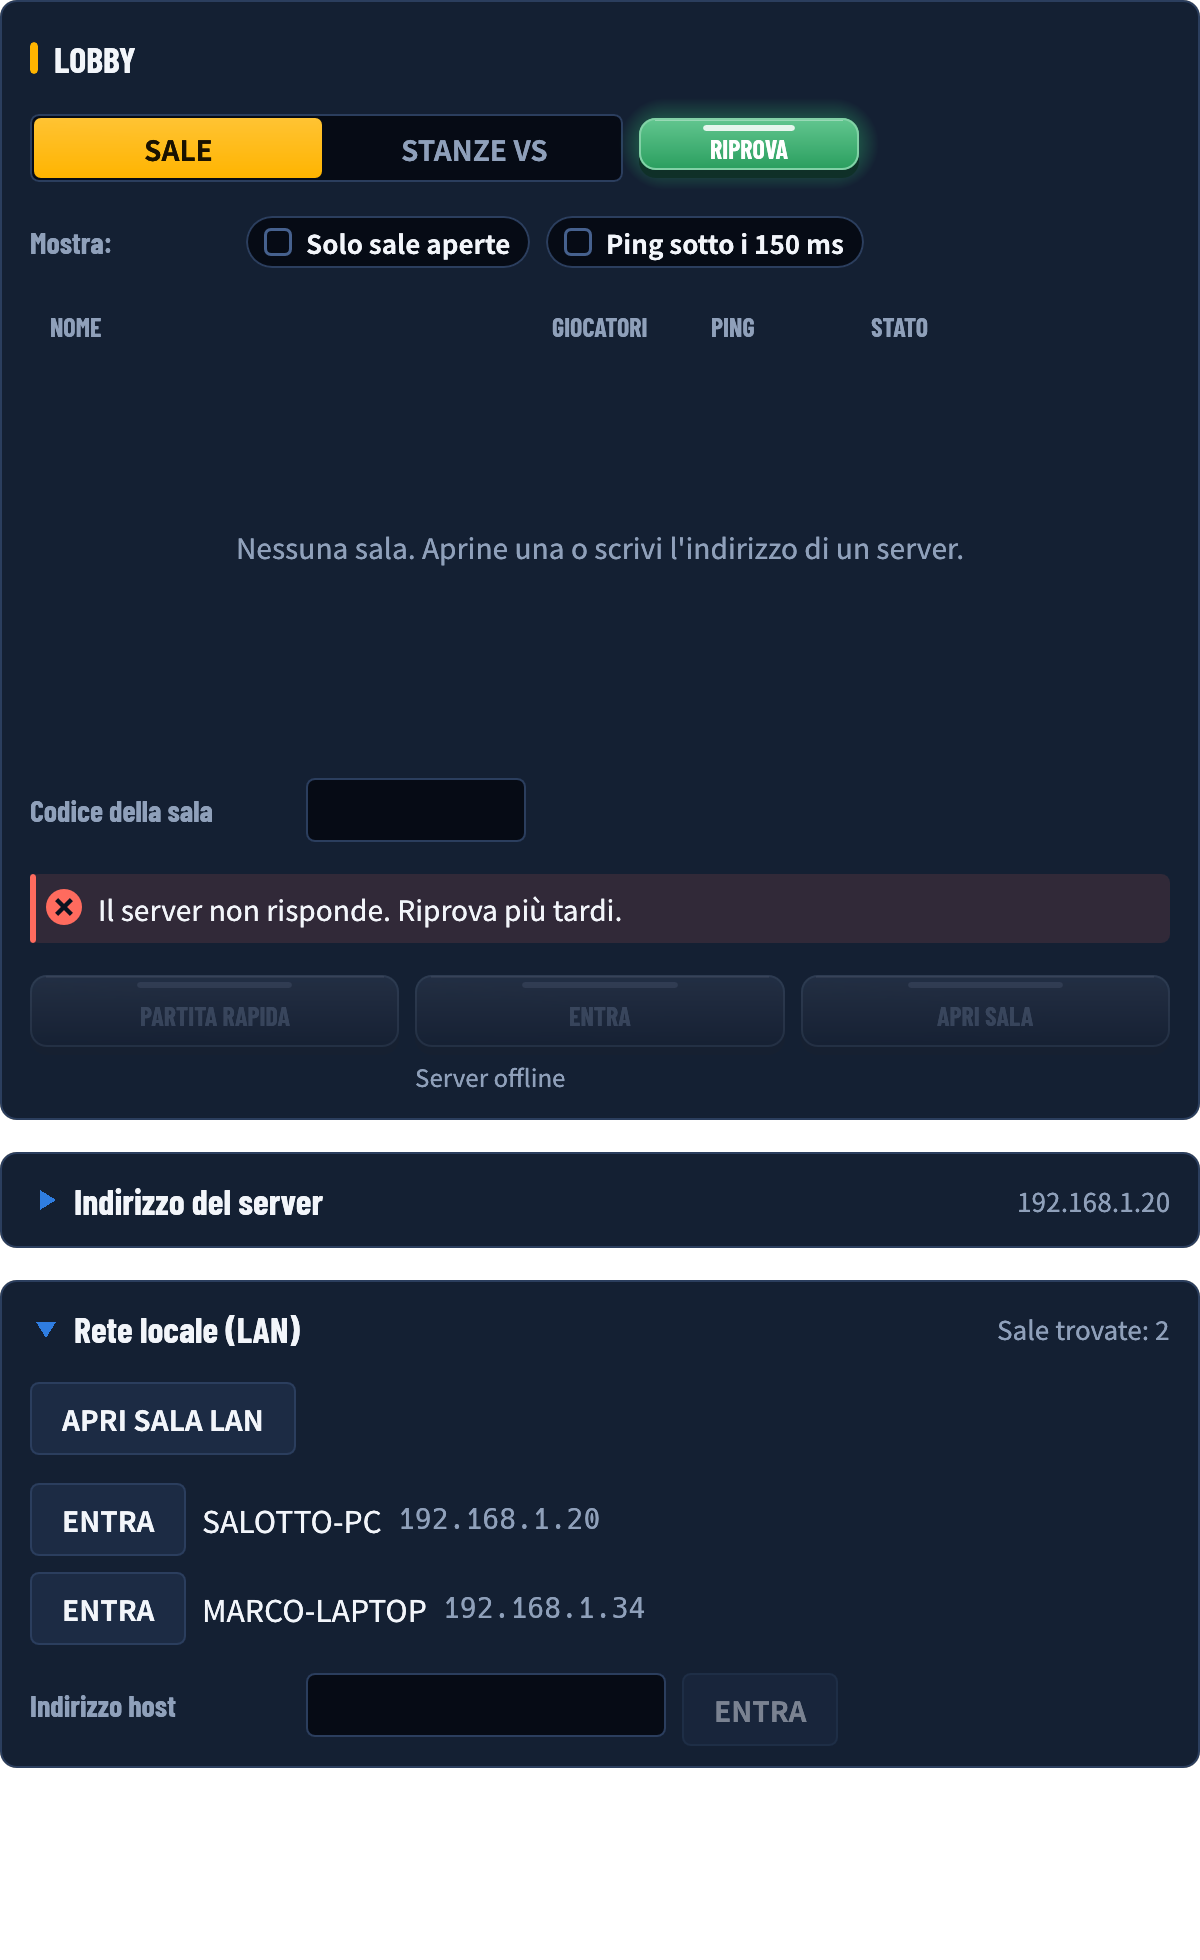 LOBBY
SALE STANZE VS RIPROVA
Mostra: Solo sale aperte Ping sotto i 150 ms
NOME GIOCATORI PING STATO
Nessuna sala. Aprine una o scrivi l'indirizzo di un server.
Codice della sala
Il server non risponde. Riprova più tardi.
PARTITA RAPIDA ENTRA APRI SALA
Server offline
Indirizzo del server 192.168.1.20
Rete locale (LAN) Sale trovate: 2
APRI SALA LAN
ENTRA SALOTTO-PC 192.168.1.20
ENTRA MARCO-LAPTOP 192.168.1.34
Indirizzo host ENTRA